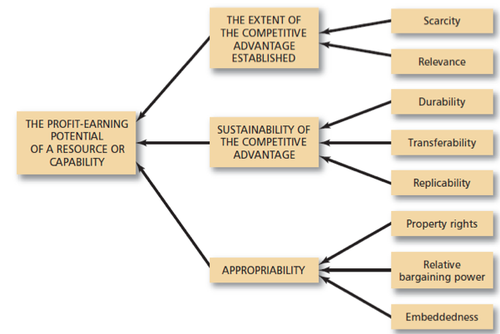 THE EXTENT OF
THE COMPETITIVE
ADVANTAGE
ESTABLISHED
Scarcity
Relevance
THE PROFIT-EARNING
POTENTIAL
OF A RESOURCE OR
CAPABILITY
SUSTAINABILITY OF
THE COMPETITIVE
ADVANTAGE
Durability
Transferability
Replicability
APPROPRIABILITY
Property rights
Relative
bargaining power
Embeddedness